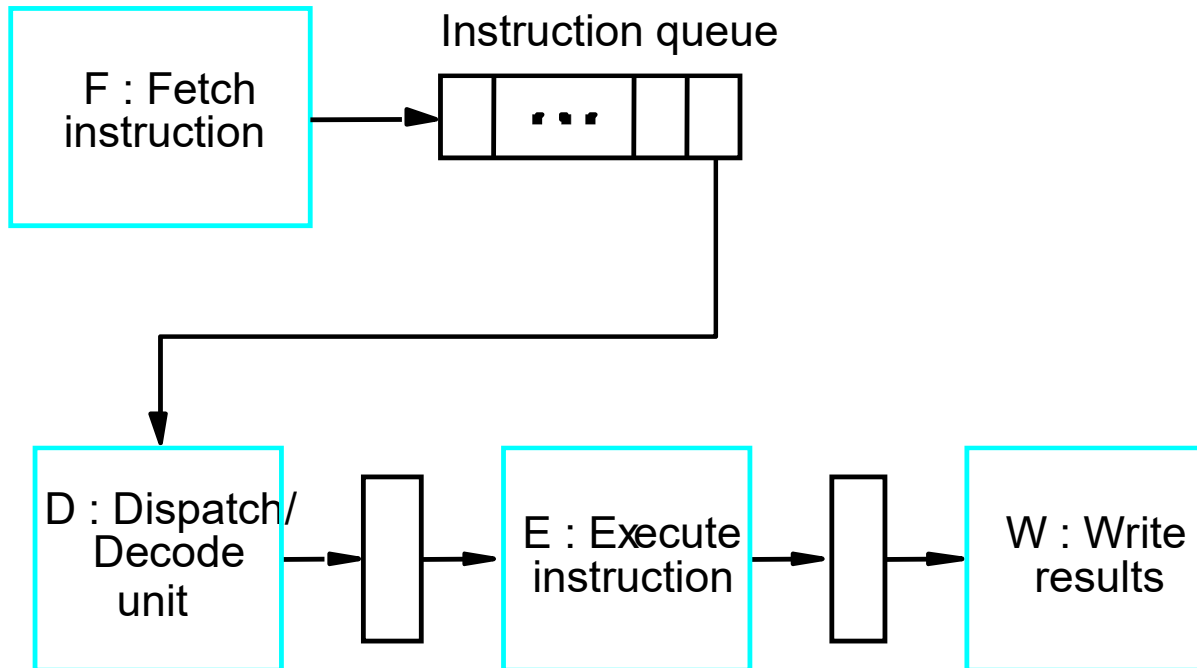 Instruction queue
F : Fetch
instruction
...
D : Dispatch/
Decode
unit
E : Execute
instruction
W : Write
results